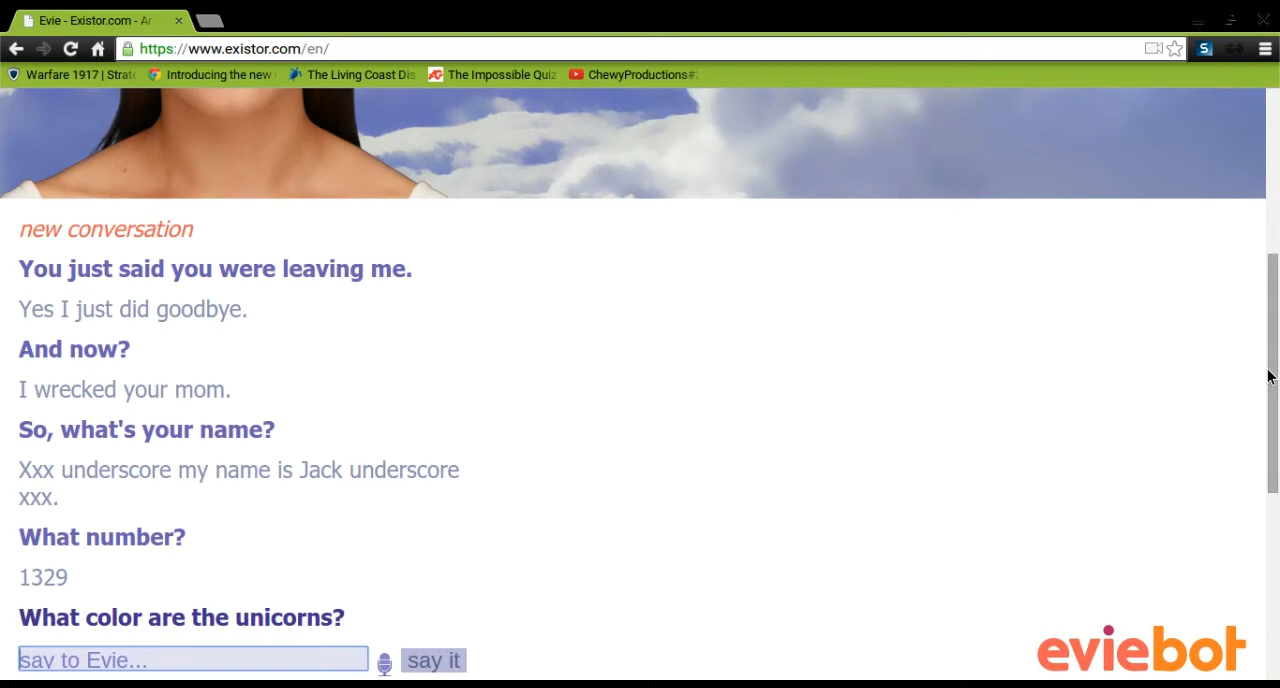 Evie - Existor.com - Ar
https://www.existor.com/en/
S
Warfare 1917 | Strate
Introducing the new
The Living Coast Dis
The Impossible Quiz
ChewyProductions#
new conversation
You just said you were leaving me.
Yes I just did goodbye.
And now?
I wrecked your mom.
So, what's your name?
Xxx underscore my name is Jack underscore
xxx.
What number?
1329
What color are the unicorns?
say to Evie...
say it
eviebot